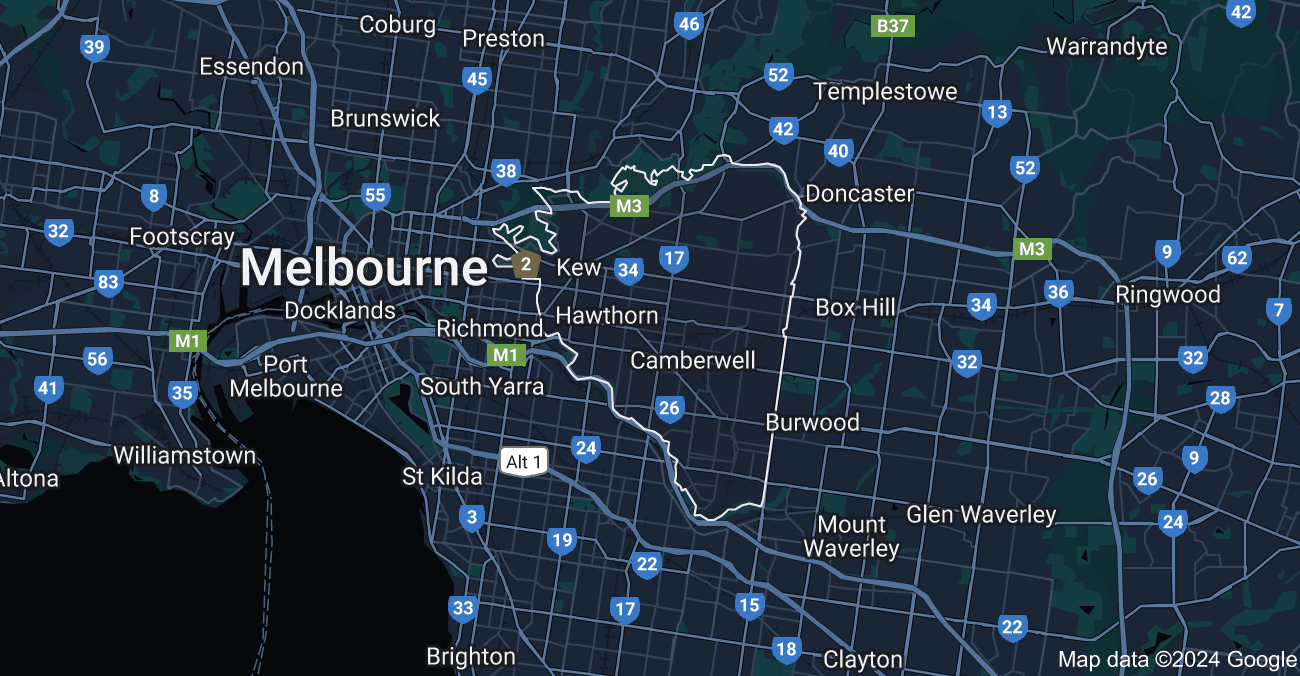 42
46
B37
Coburg
Preston
39
Warrandyte
Essendon
45
52
Templestowe
13
Brunswick
42
40
38
52
8
55
Doncaster
M3
32
Footscray
M3
9
62
Melbourne
2
Kew
34
17
83
36
Ringwood
Docklands
Hawthorn
Box Hill
34
7
Richmond
M1
M1
56
Camberwell
32
32
Port
Melbourne
41
35
South Yarra
28
26
Burwood
24
Williamstown
Alt 1
9
Altona
St Kilda
26
3
Glen Waverley
24
Mount
Waverley
19
22
33
17
15
22
18
Brighton
Clayton
Map data ©2024 Google